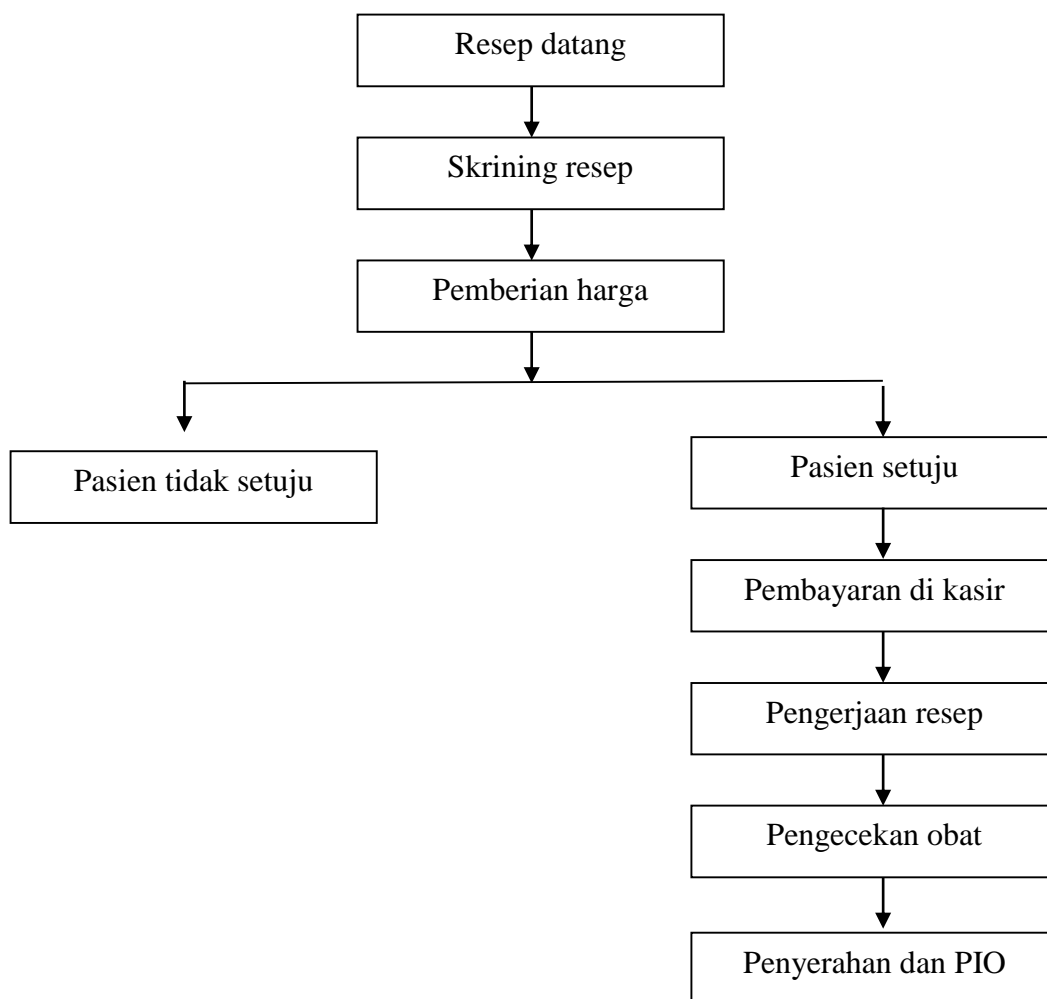 Resep datang
Skrining resep
Pemberian harga
Pasien tidak setuju
Pasien setuju
Pembayaran di kasir
Pengerjaan resep
Pengecekan obat
Penyerahan dan PIO